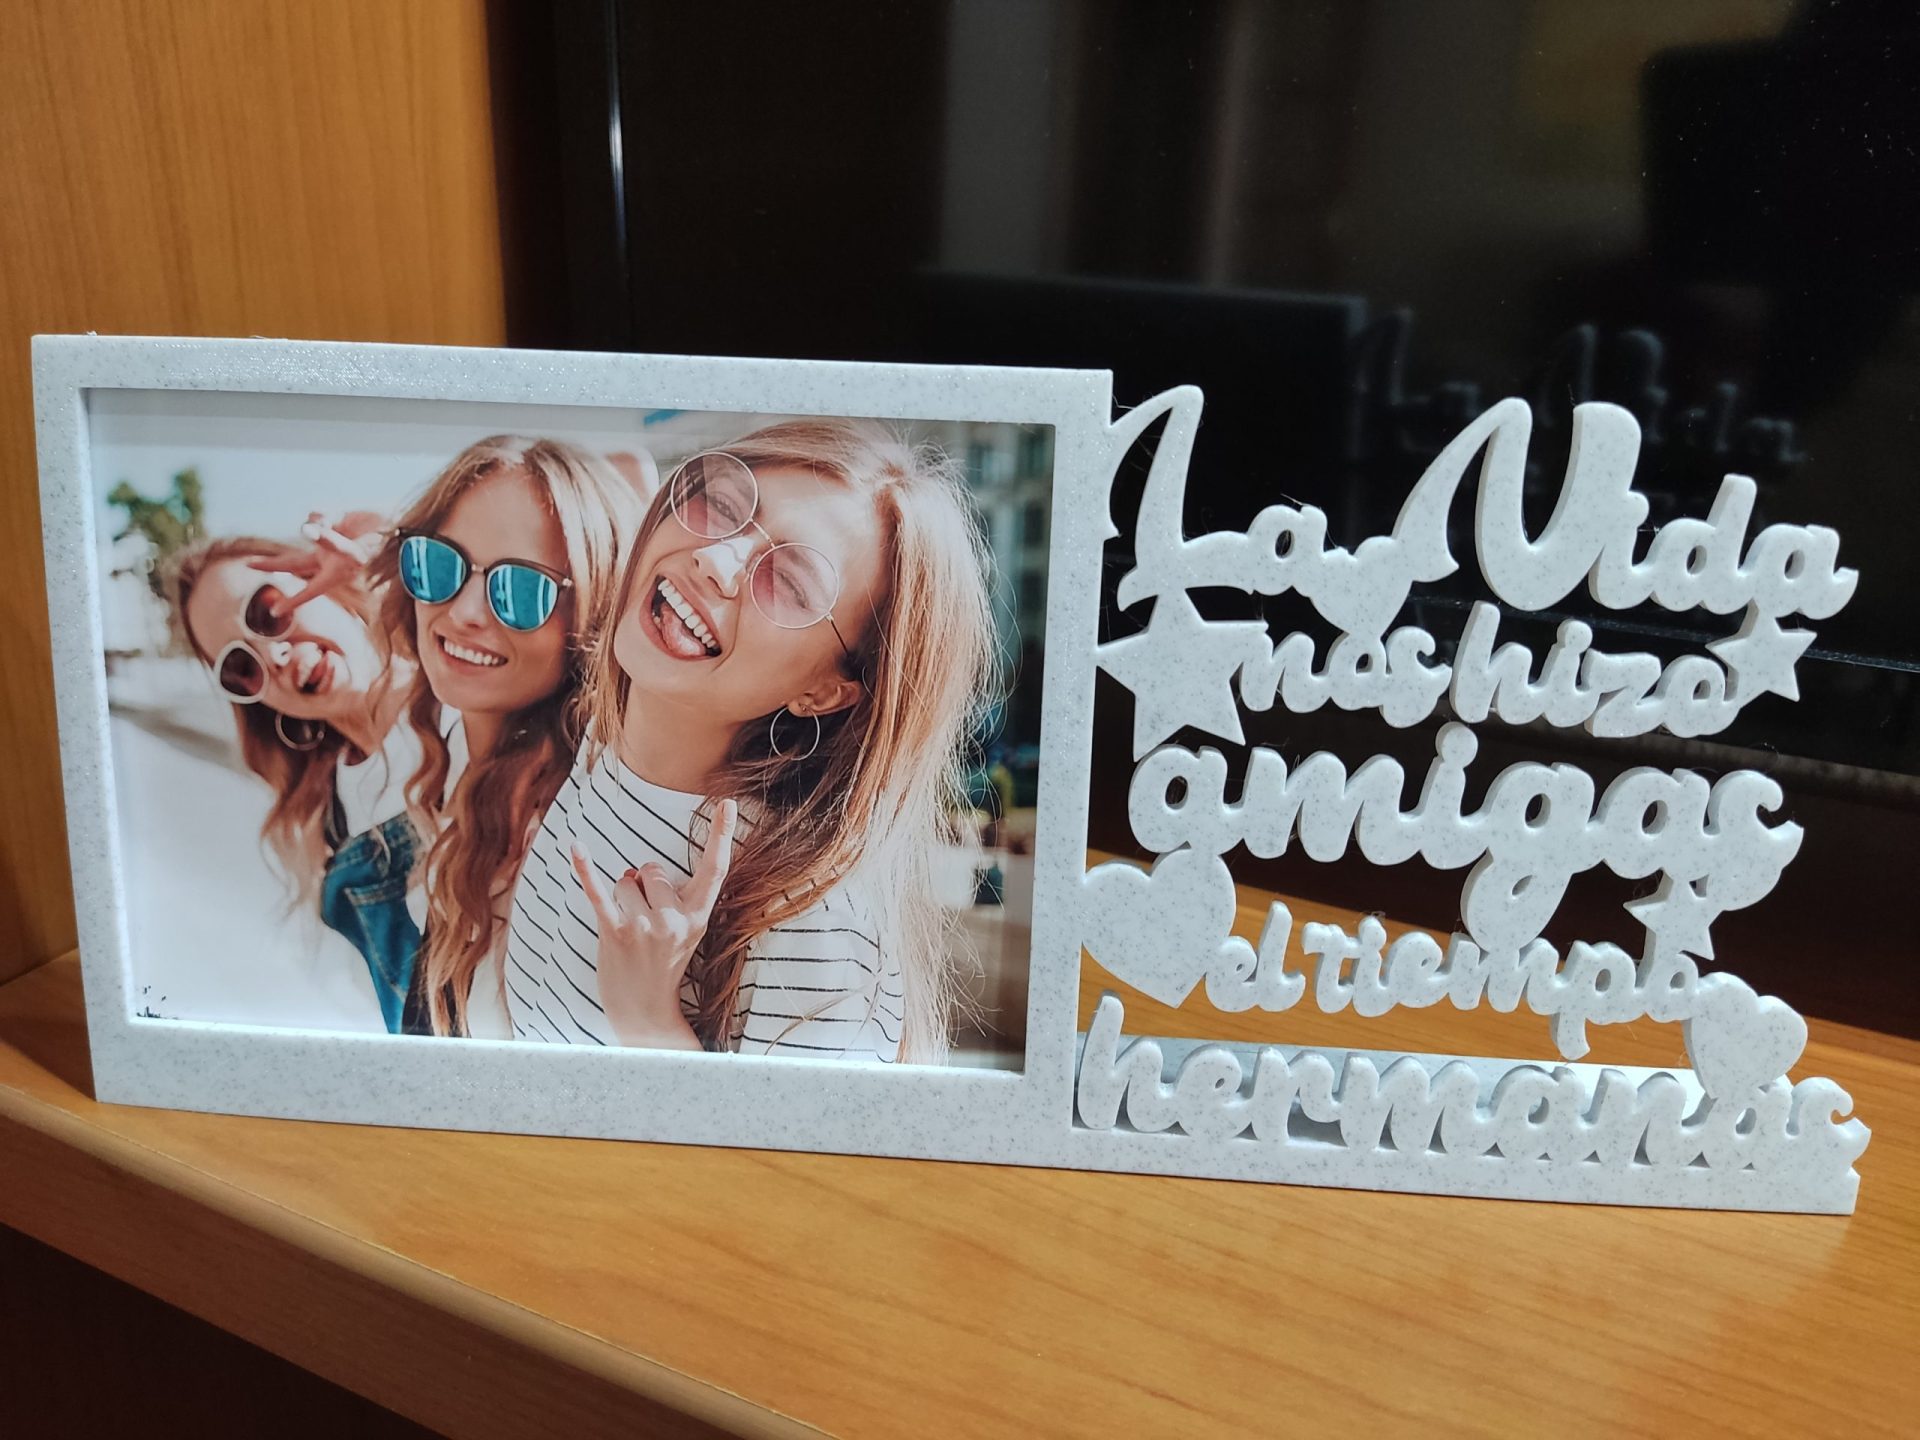 La Vida
nos hizo
amigas
el Tiempo
hermanas